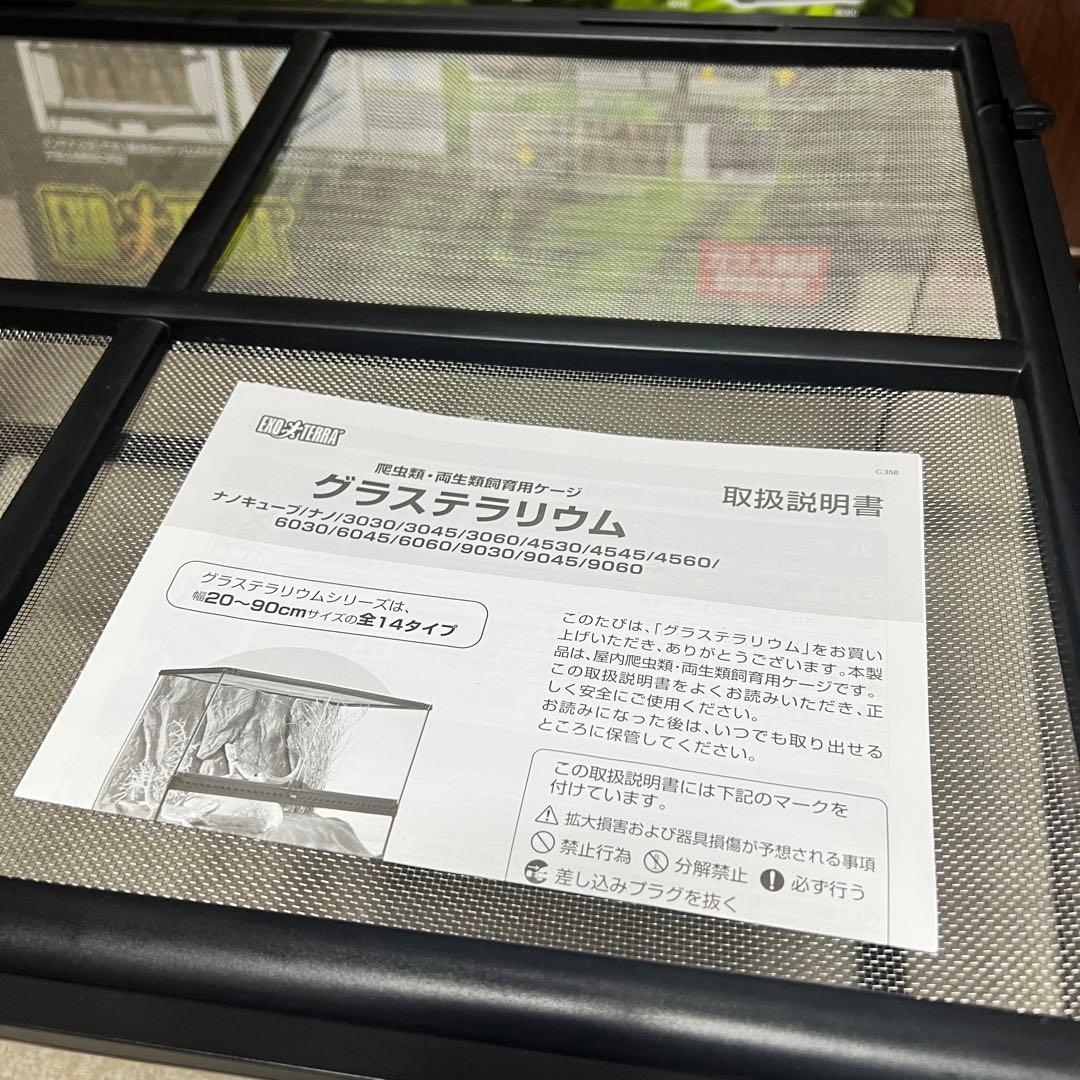 EXO TERRA
EXO TERRA
C358
爬虫類・両生類飼育用ケージ
グラステラリウム
取扱説明書
ナノキューブ/ナノ/3030/3045/3060/4530/4545/4560/
6030/6045/6060/9030/9045/9060
グラステラリウムシリーズは、
幅20〜90cmサイズの全14タイプ
このたびは、「グラステラリウム」をお買い
上げいただき、ありがとうございます。本製
品は、屋内爬虫類・両生類飼育用ケージです。
この取扱説明書をよくお読みいただき、正
しく安全にご使用ください。
お読みになった後は、いつでも取り出せる
ところに保管してください。
この取扱説明書には下記のマークを
付けています。
拡大損害および器具損傷が予想される事項
禁止行為 分解禁止 必ず行う
差し込みプラグを抜く